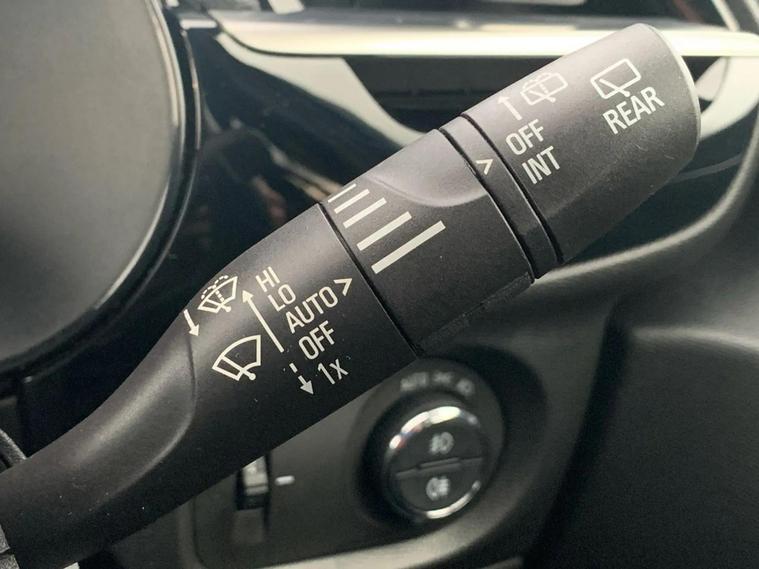 OFF
INT
REAR
HI
LO
AUTO >
OFF
1x